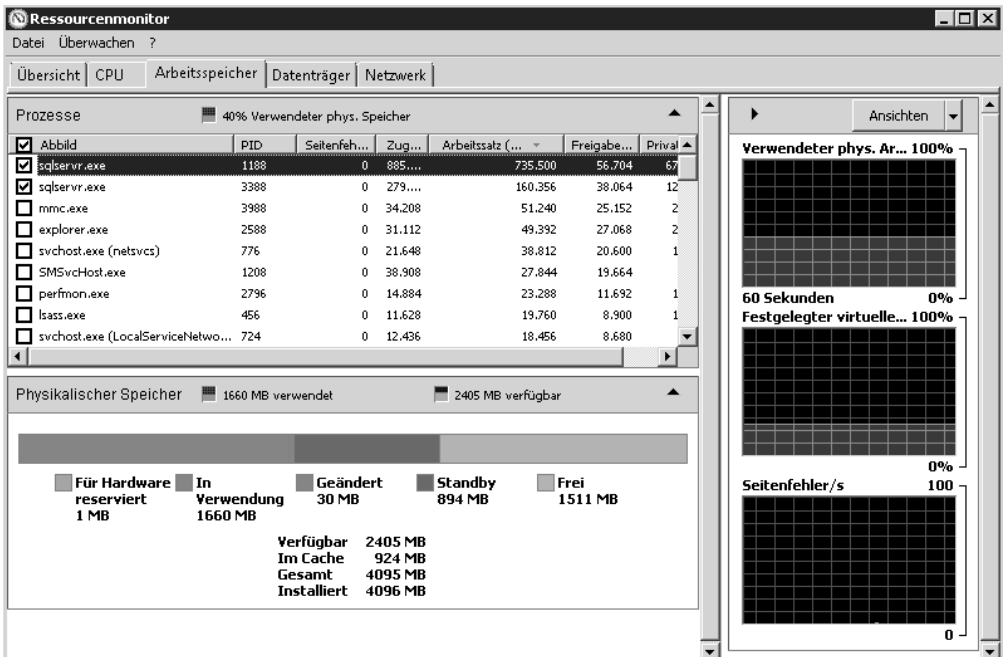 Ressourcenmonitor
Datei Überwachen ?
Übersicht CPU Arbeitsspeicher Datenträger Netzwerk
Prozesse 40% Verwendeter phys. Speicher
Abbild PID Seitenfeh... Zug... Arbeitssatz (... Freigabe... Privat
sqlservr.exe 1188 0 885.... 735.500 56.704 67
sqlservr.exe 3388 0 279.... 160.356 38.064 12
mmc.exe 3988 0 34.208 51.240 25.152 2
explorer.exe 2588 0 31.112 49.392 27.068 2
svchost.exe (netsvcs) 776 0 21.648 38.812 20.600 1
SMSvcHost.exe 1208 0 38.908 27.844 19.664
perfmon.exe 2796 0 14.884 23.288 11.692 1
lsass.exe 456 0 11.628 19.760 8.900 1
svchost.exe (LocalServiceNetwo... 724 0 12.436 18.456 8.680
Physikalischer Speicher 1660 MB verwendet 2405 MB verfügbar
Für Hardware reserviert 1 MB
In Verwendung 1660 MB
Geändert 30 MB
Standby 894 MB
Frei 1511 MB
Verfügbar 2405 MB
Im Cache 924 MB
Gesamt 4095 MB
Installiert 4096 MB
Ansichten
Verwendeter phys. Ar... 100%
60 Sekunden 0%
Festgelegter virtuelle... 100%
0%
Seitenfehler/s 100
0